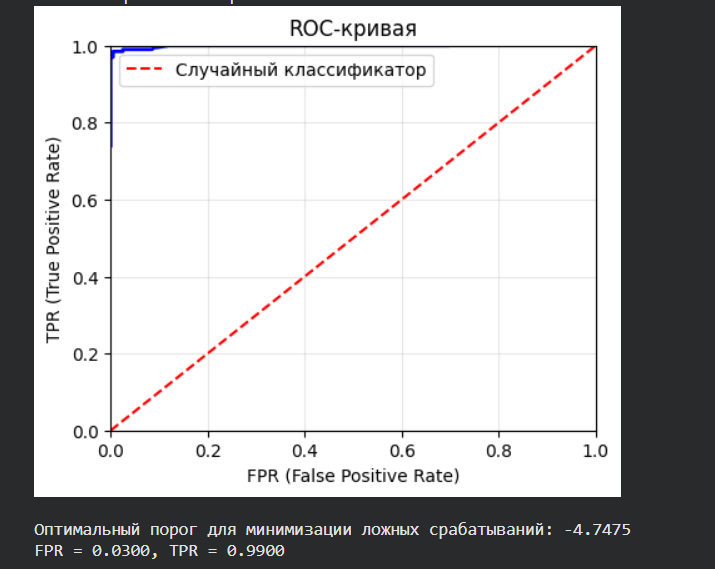 ROC-кривая
Случайный классификатор
TPR (True Positive Rate)
1.0
0.8
0.6
0.4
0.2
0.0
0.0 0.2 0.4 0.6 0.8 1.0
FPR (False Positive Rate)
Оптимальный порог для минимизации ложных срабатываний: -4.7475
FPR = 0.0300, TPR = 0.9900